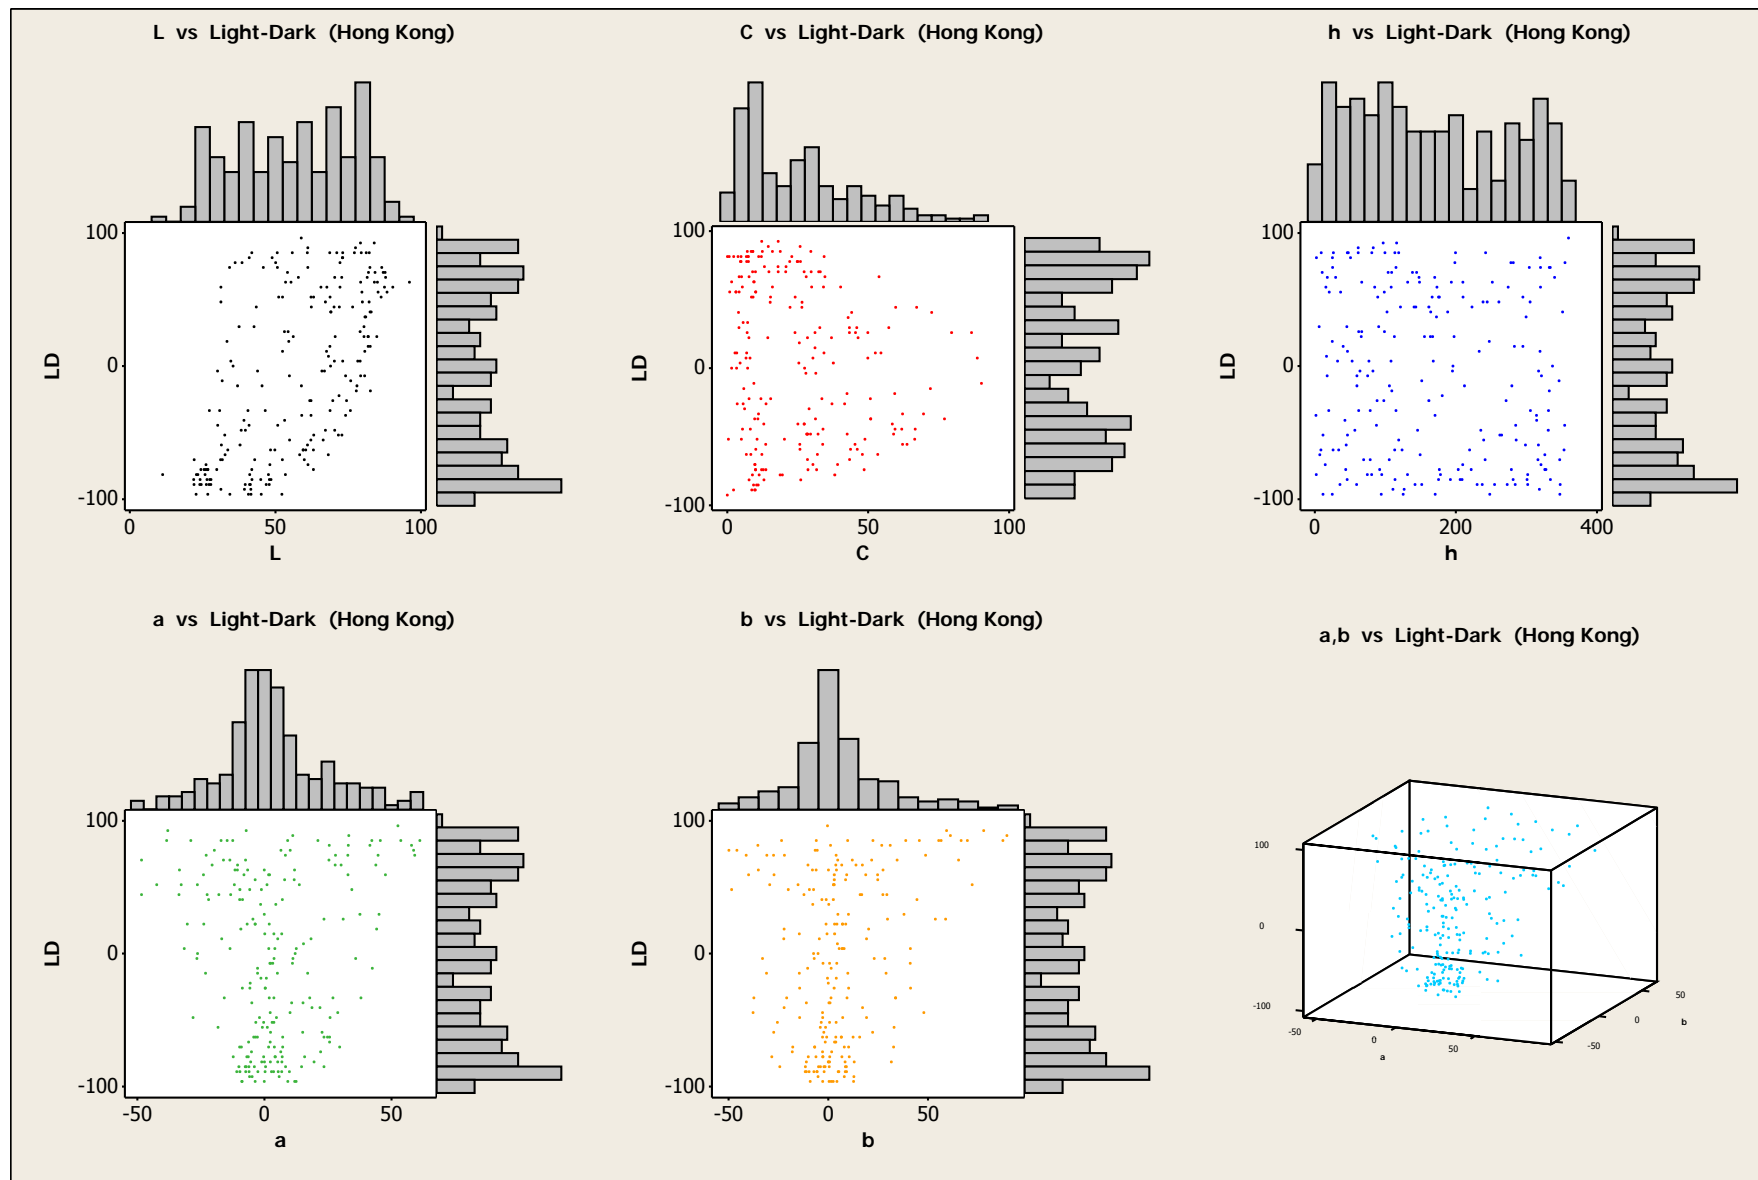 L vs Light-Dark (Hong Kong)
C vs Light-Dark (Hong Kong)
h vs Light-Dark (Hong Kong)
100
0
-100
LD
0
50
100
L
100
0
-100
LD
0
50
100
C
100
0
-100
LD
0
200
400
h
a vs Light-Dark (Hong Kong)
b vs Light-Dark (Hong Kong)
a,b vs Light-Dark (Hong Kong)
100
0
-100
LD
-50
0
50
a
100
0
-100
LD
-50
0
50
b
100
0
-100
-50
0
50
a
-50
0
50
b